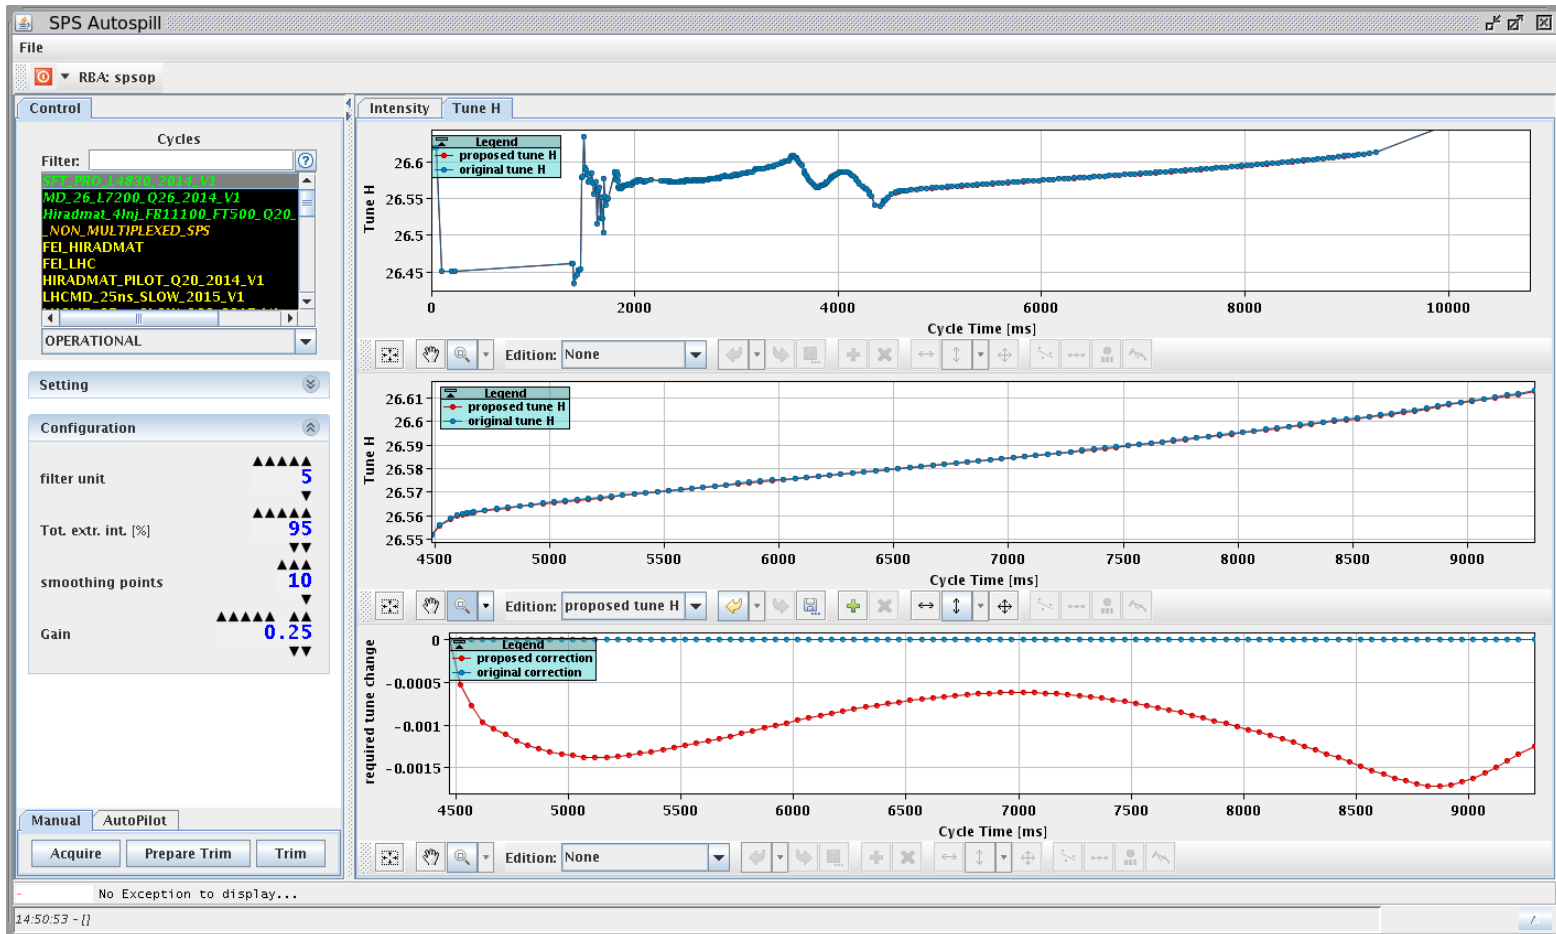 SPS Autospill
File
RBA: spsop
Control
Cycles
Filter:
SFT_PRO_L4830_2014_V1
MD_26_L7200_Q26_2014_V1
Hiradmat_4Inj_FB11100_FT500_Q20_
_NON_MULTIPLEXED_SPS
FEI_HIRADMAT
FEI_LHC
HIRADMAT_PILOT_Q20_2014_V1
LHCMD_25ns_SLOW_2015_V1
OPERATIONAL
Setting
Configuration
filter unit 5
Tot. extr. int. [%] 95
smoothing points 10
Gain 0.25
Manual AutoPilot
Acquire Prepare Trim Trim
Intensity Tune H
Legend
proposed tune H
original tune H
Tune H
26.6
26.55
26.5
26.45
0 2000 4000 6000 8000 10000
Cycle Time [ms]
Edition: None
Legend
proposed tune H
original tune H
Tune H
26.61
26.6
26.59
26.58
26.57
26.56
26.55
4500 5000 5500 6000 6500 7000 7500 8000 8500 9000
Cycle Time [ms]
Edition: proposed tune H
Legend
proposed correction
original correction
required tune change
0
-0.0005
-0.001
-0.0015
4500 5000 5500 6000 6500 7000 7500 8000 8500 9000
Cycle Time [ms]
Edition: None
- No Exception to display...
14:50:53 - []